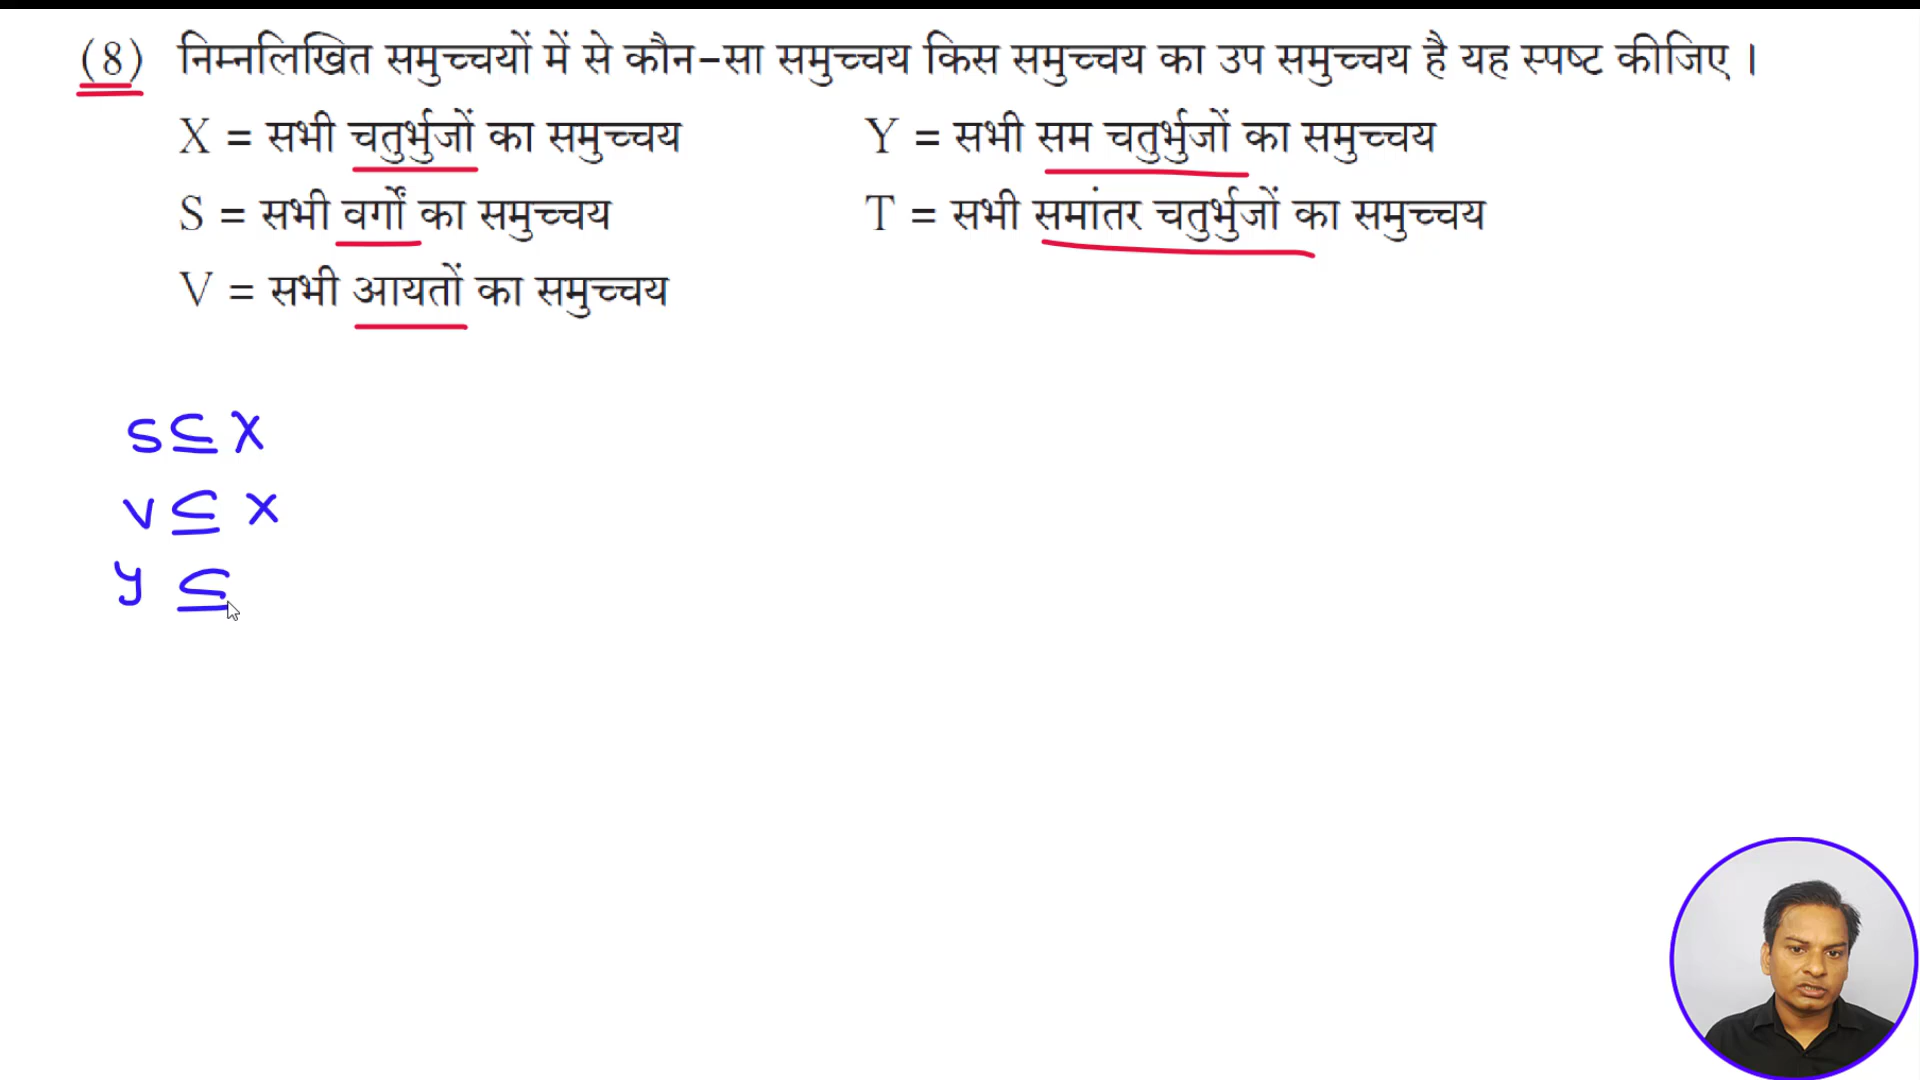 (8) निम्नलिखित समुच्चयों में से कौन-सा समुच्चय किस समुच्चय का उप समुच्चय है यह स्पष्ट कीजिए ।
X = सभी चतुर्भुजों का समुच्चय Y = सभी सम चतुर्भुजों का समुच्चय
S = सभी वर्गों का समुच्चय T = सभी समांतर चतुर्भुजों का समुच्चय
V = सभी आयतों का समुच्चय
S ⊆ X
V ⊆ X
y ⊆